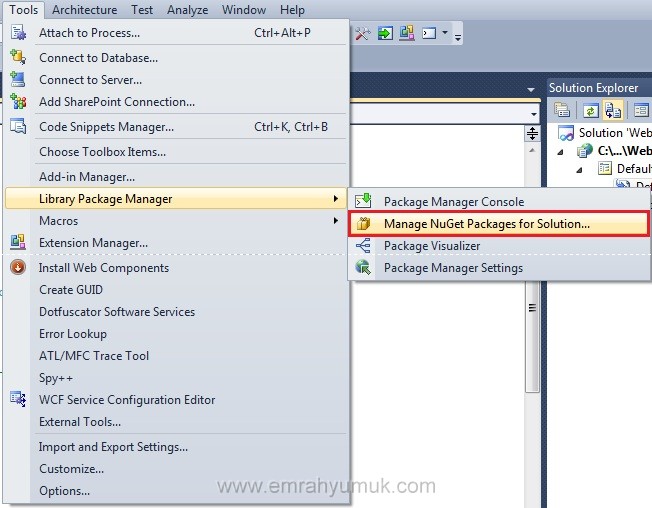 Tools Architecture Test Analyze Window Help
Attach to Process... Ctrl+Alt+P
Connect to Database...
Connect to Server...
Add SharePoint Connection...
Code Snippets Manager... Ctrl+K, Ctrl+B
Choose Toolbox Items...
Add-in Manager...
Library Package Manager
Macros
Extension Manager...
Install Web Components
Create GUID
Dotfuscator Software Services
Error Lookup
ATL/MFC Trace Tool
Spy++
WCF Service Configuration Editor
External Tools...
Import and Export Settings...
Customize...
Options...
Package Manager Console
Manage NuGet Packages for Solution...
Package Visualizer
Package Manager Settings
Solution Explorer
Solution 'Web
C:\...\Web
Default
www.emrahyumuk.com